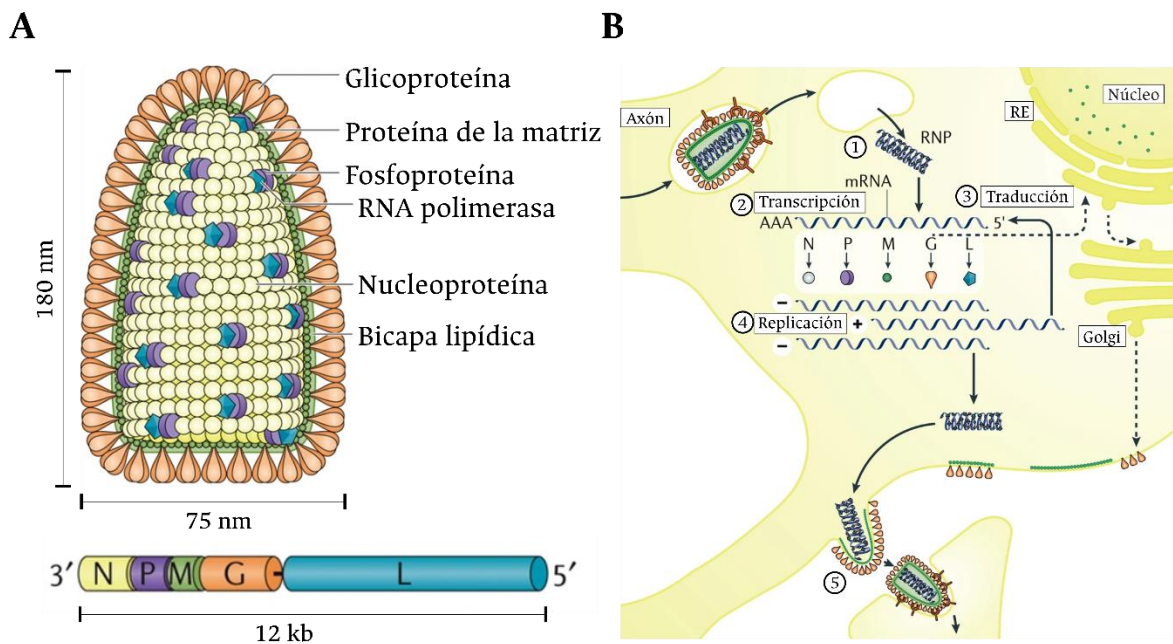 A
Glicoproteína
Proteína de la matriz
Fosfoproteína
RNA polimerasa
Nucleoproteína
Bicapa lipídica
180 nm
75 nm
3’ N P M G L 5’
12 kb
B
Axón
Núcleo
RE
1 RNP
mRNA
2 Transcripción
3 Traducción
AAA 5'
N P M G L
−
4 Replicación +
−
Golgi
5